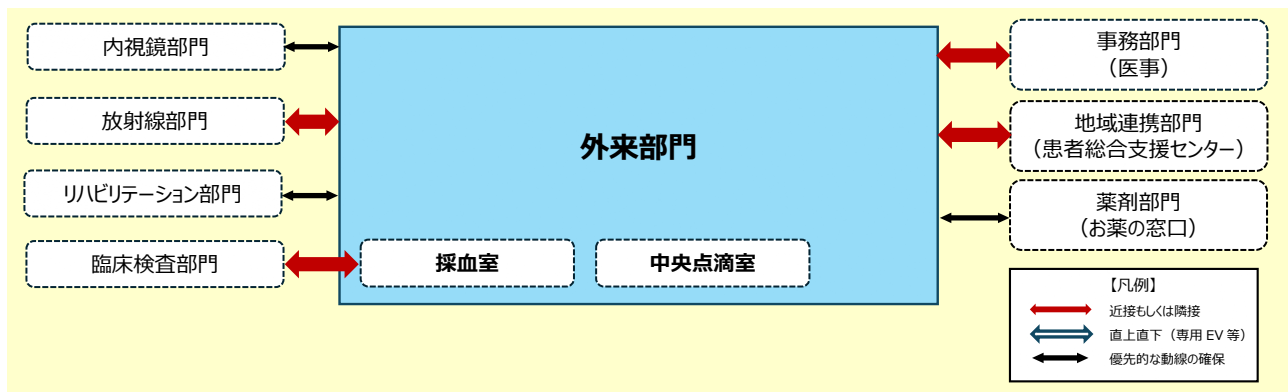 内視鏡部門
放射線部門
リハビリテーション部門
臨床検査部門
外来部門
採血室
中央点滴室
事務部門
（医事）
地域連携部門
（患者総合支援センター）
薬剤部門
（お薬の窓口）
【凡例】
近接もしくは隣接
直上直下（専用 EV 等）
優先的な動線の確保